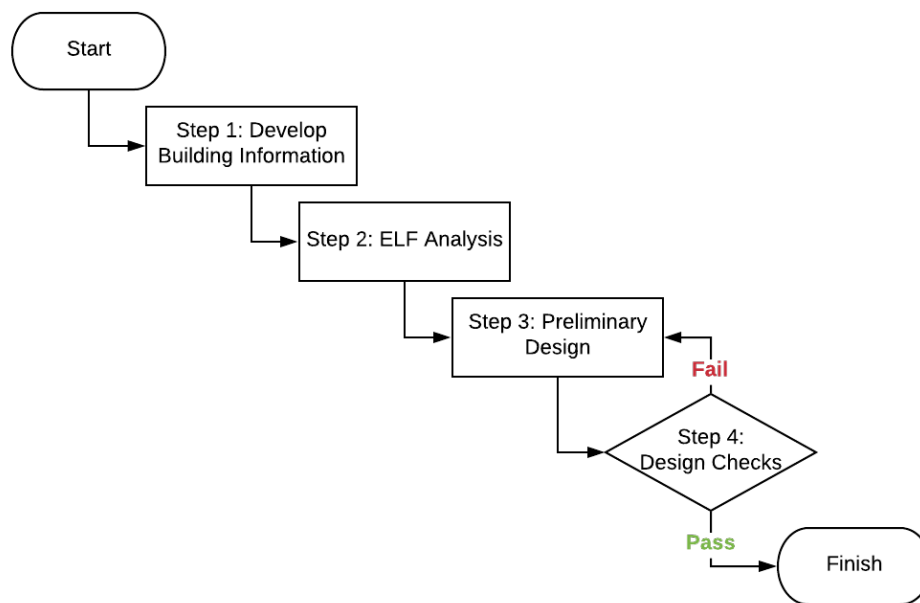 Start
Step 1: Develop
Building Information
Step 2: ELF Analysis
Step 3: Preliminary
Design
Fail
Step 4:
Design Checks
Pass
Finish